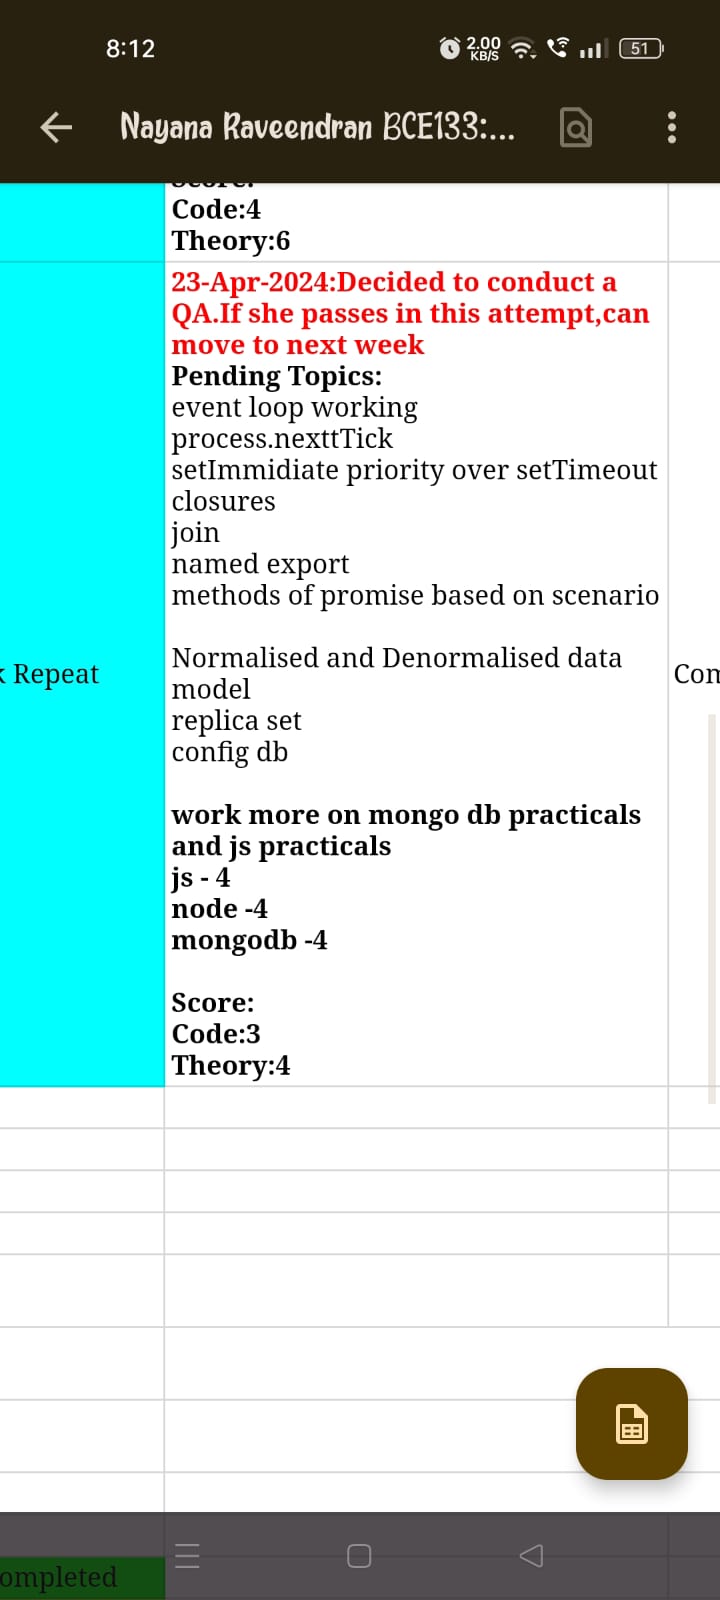 8:12
2.00
KB/S
51
Nayana Raveendran BCE133:...
Code:4
Theory:6
23-Apr-2024:Decided to conduct a
QA.If she passes in this attempt,can
move to next week
Pending Topics:
event loop working
process.nexttTick
setImmidiate priority over setTimeout
closures
join
named export
methods of promise based on scenario
Normalised and Denormalised data
model
replica set
config db
Repeat
Com
work more on mongo db practicals
and js practicals
js - 4
node -4
mongodb -4
Score:
Code:3
Theory:4
ompleted